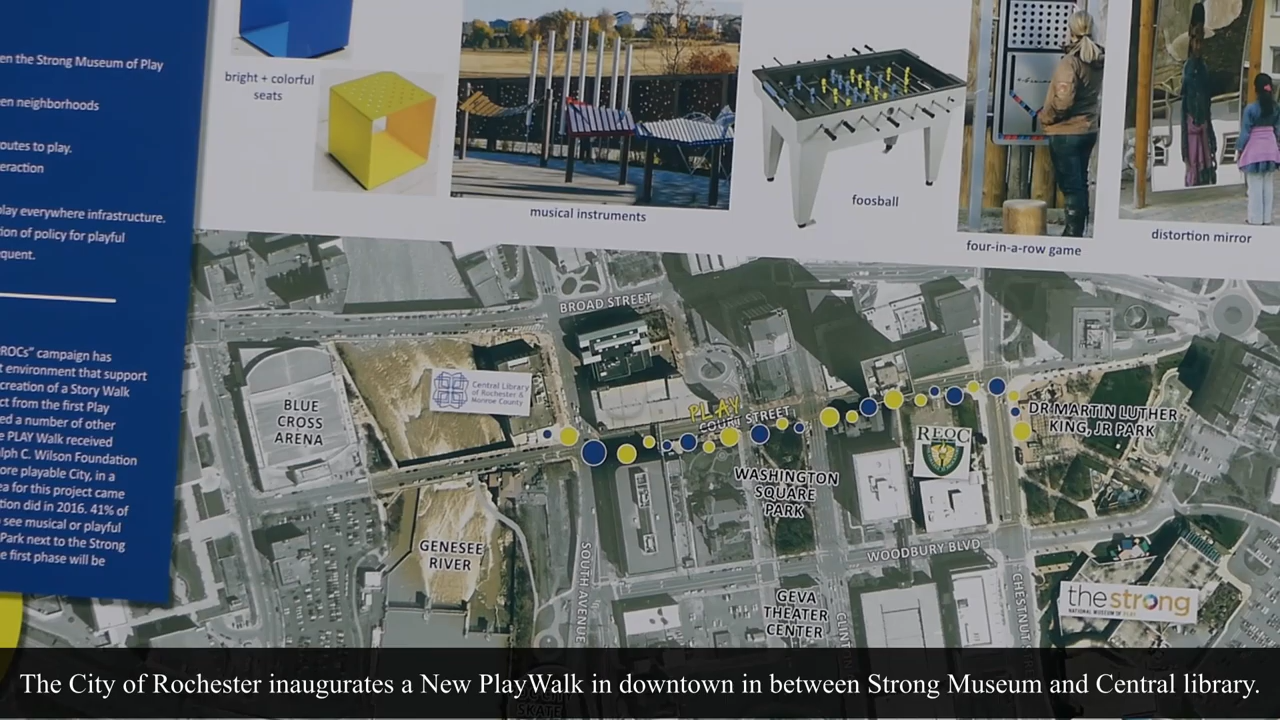 en the Strong Museum of Play
en neighborhoods
outes to play.
eraction
play everywhere infrastructure.
ion of policy for playful
quent.
ROCs" campaign has
t environment that support
creation of a Story Walk
ct from the first Play
ed a number of other
e PLAY Walk received
lph C. Wilson Foundation
ore playable City, in a
ea for this project came
tion did in 2016. 41% of
see musical or playful
Park next to the Strong
e first phase will be
bright + colorful
seats
musical instruments
foosball
four-in-a-row game
distortion mirror
BROAD STREET
BLUE
CROSS
ARENA
Central Library
of Rochester &
Monroe County
PLAY
COURT STREET
DR MARTIN LUTHER
KING, JR PARK
REOC
WASHINGTON
SQUARE
PARK
GENESEE
RIVER
WOODBURY BLVD
SOUTH AVENUE
GEVA
THEATER
CENTER
thestrong
NATIONAL MUSEUM OF PLAY
The City of Rochester inaugurates a New PlayWalk in downtown in between Strong Museum and Central library.